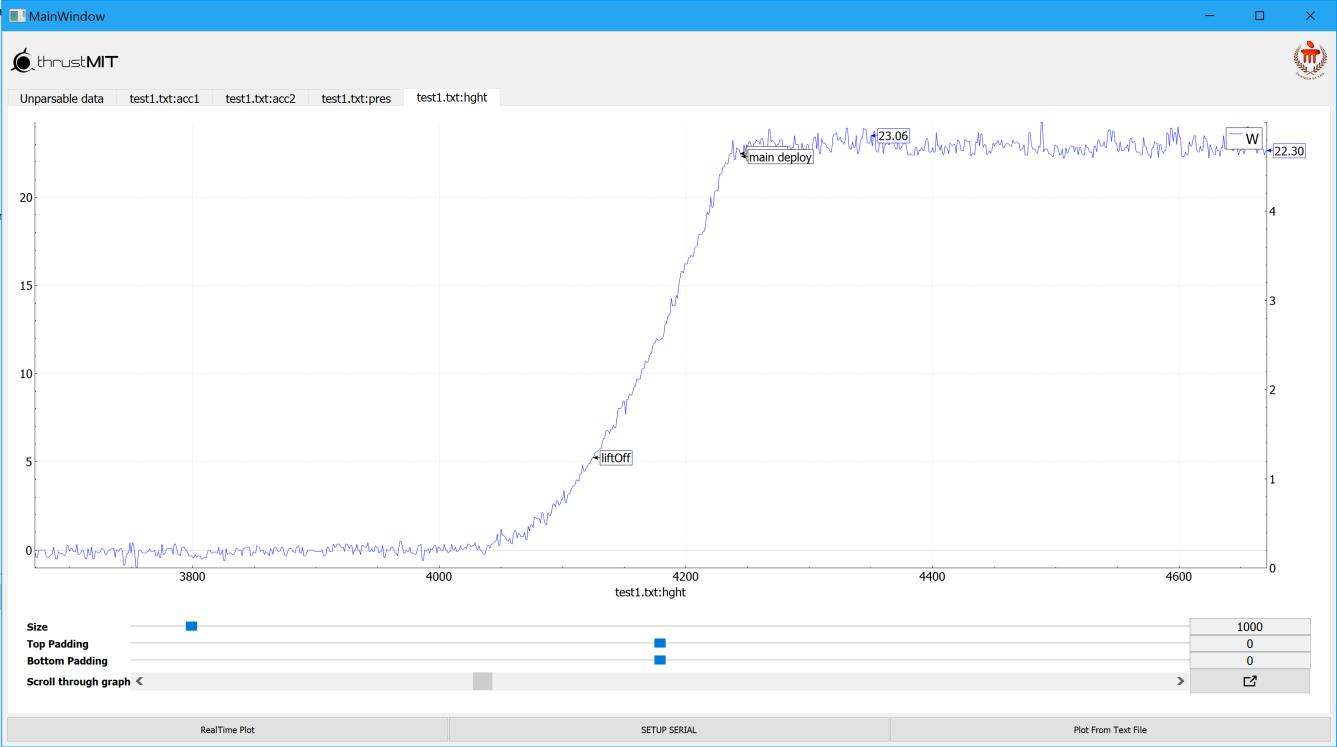 MainWindow
thrustMIT
Unparsable data test1.txt:acc1 test1.txt:acc2 test1.txt:pres test1.txt:hght
23.06
W
main deploy
22.30
20
4
15
3
10
2
5
liftOff
1
0
0
3800 4000 4200 4400 4600
test1.txt:hght
Size 1000
Top Padding 0
Bottom Padding 0
Scroll through graph
RealTime Plot SETUP SERIAL Plot From Text File